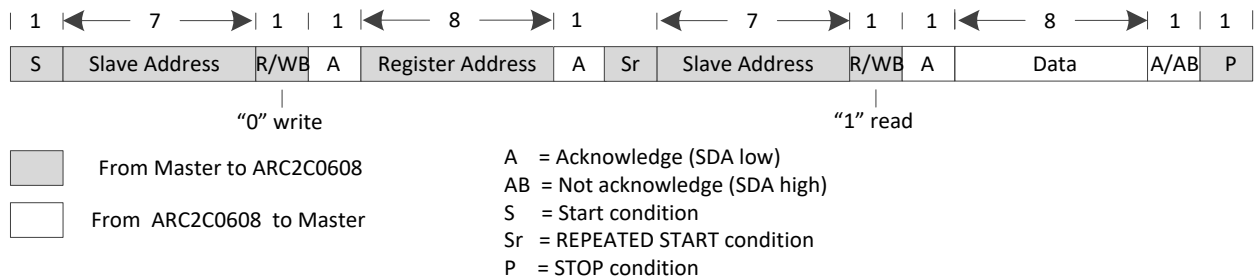 1 7 1 1 8 1 7 1 1 8 1 1
S Slave Address R/WB A Register Address A Sr Slave Address R/WB A Data A/AB P
“0” write “1” read
From Master to ARC2C0608
From ARC2C0608 to Master
A = Acknowledge (SDA low)
AB = Not acknowledge (SDA high)
S = Start condition
Sr = REPEATED START condition
P = STOP condition